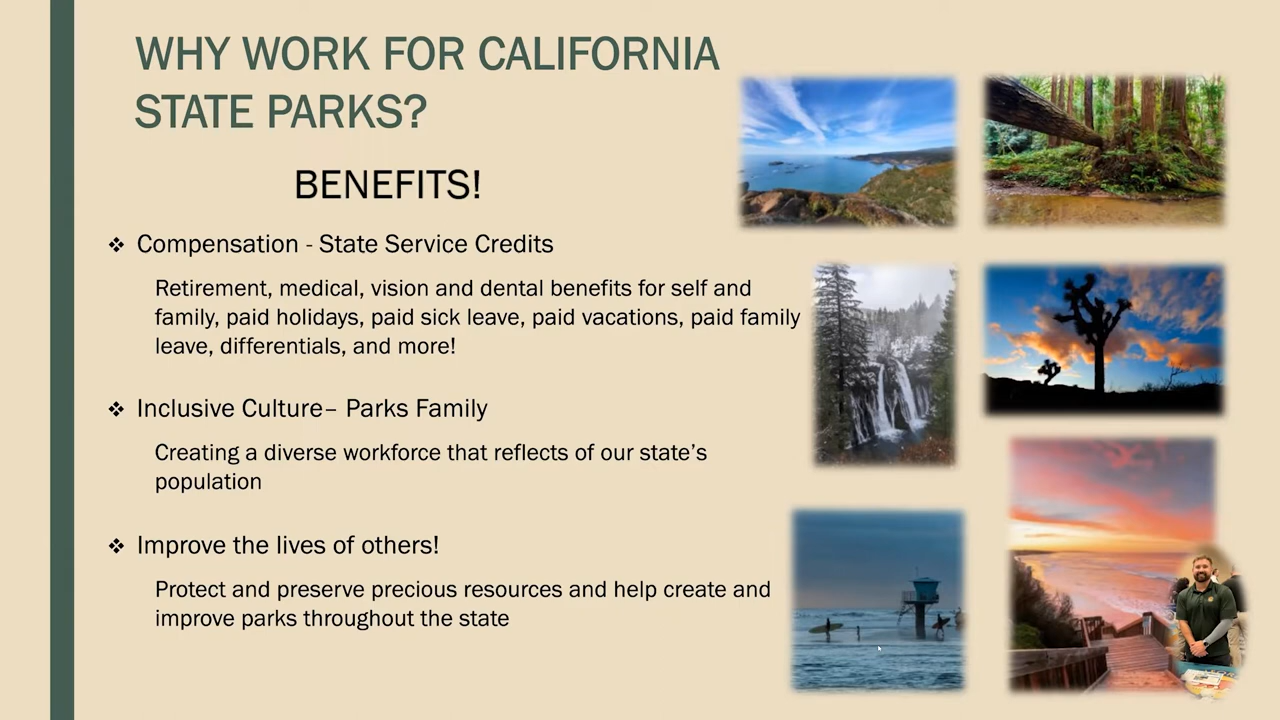 WHY WORK FOR CALIFORNIA
STATE PARKS?
BENEFITS!
❖ Compensation - State Service Credits
Retirement, medical, vision and dental benefits for self and
family, paid holidays, paid sick leave, paid vacations, paid family
leave, differentials, and more!
❖ Inclusive Culture– Parks Family
Creating a diverse workforce that reflects of our state’s
population
❖ Improve the lives of others!
Protect and preserve precious resources and help create and
improve parks throughout the state